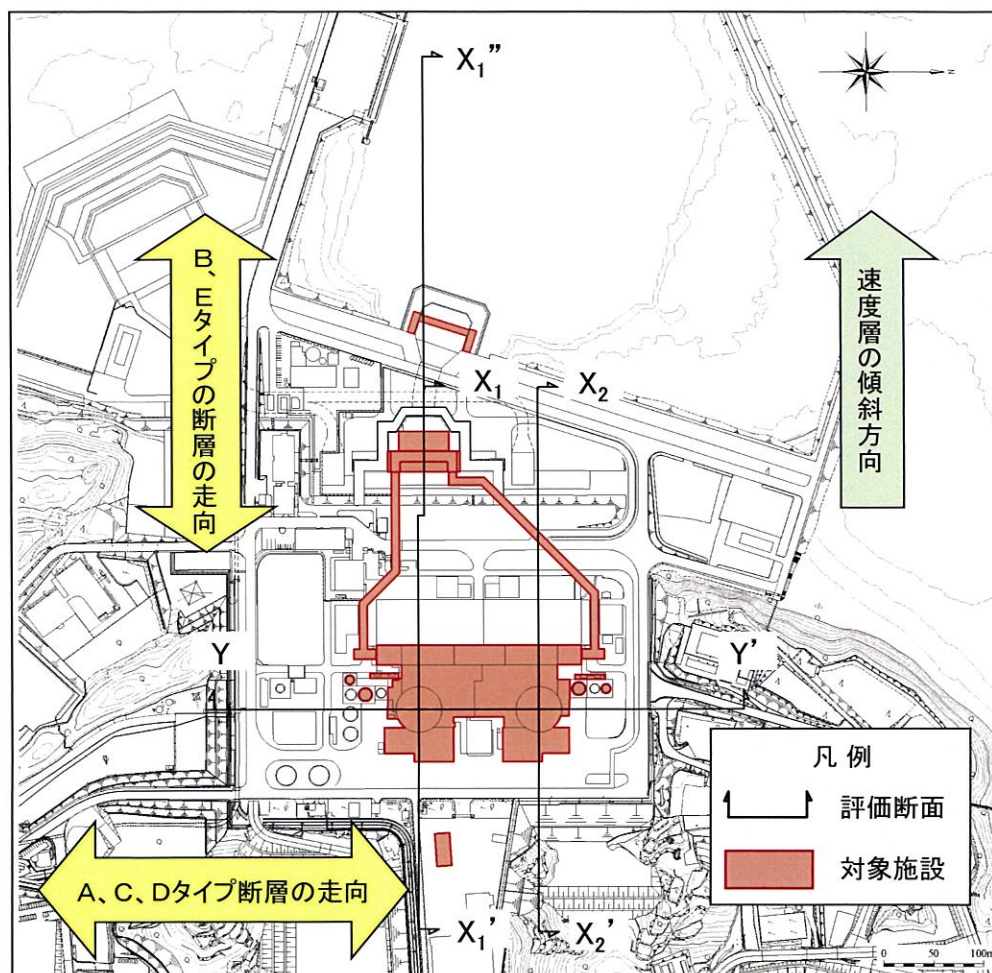 X₁”
N
B、Eタイプの断層の走向
速度層の傾斜方向
X₁
X₂
Y
Y’
凡 例
評価断面
対象施設
A、C、Dタイプ断層の走向
X₁’
X₂’
0 50 100m